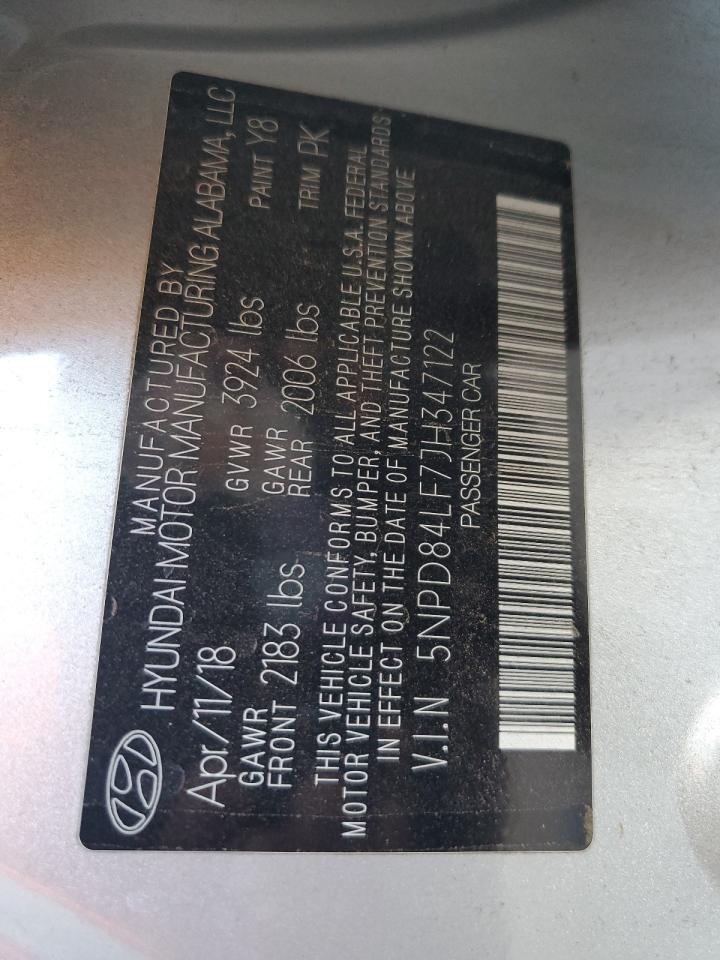 MANUFACTURED BY
HYUNDAI MOTOR MANUFACTURING ALABAMA, LLC
Apr/11/18 GVWR 3924 lbs PAINT Y8
GAWR FRONT 2183 lbs GAWR REAR 2006 lbs TRIM PK
THIS VEHICLE CONFORMS TO ALL APPLICABLE U.S.A. FEDERAL
MOTOR VEHICLE SAFETY, BUMPER, AND THEFT PREVENTION STANDARDS
IN EFFECT ON THE DATE OF MANUFACTURE SHOWN ABOVE
V.I.N 5NPD84LF7JH347122
PASSENGER CAR